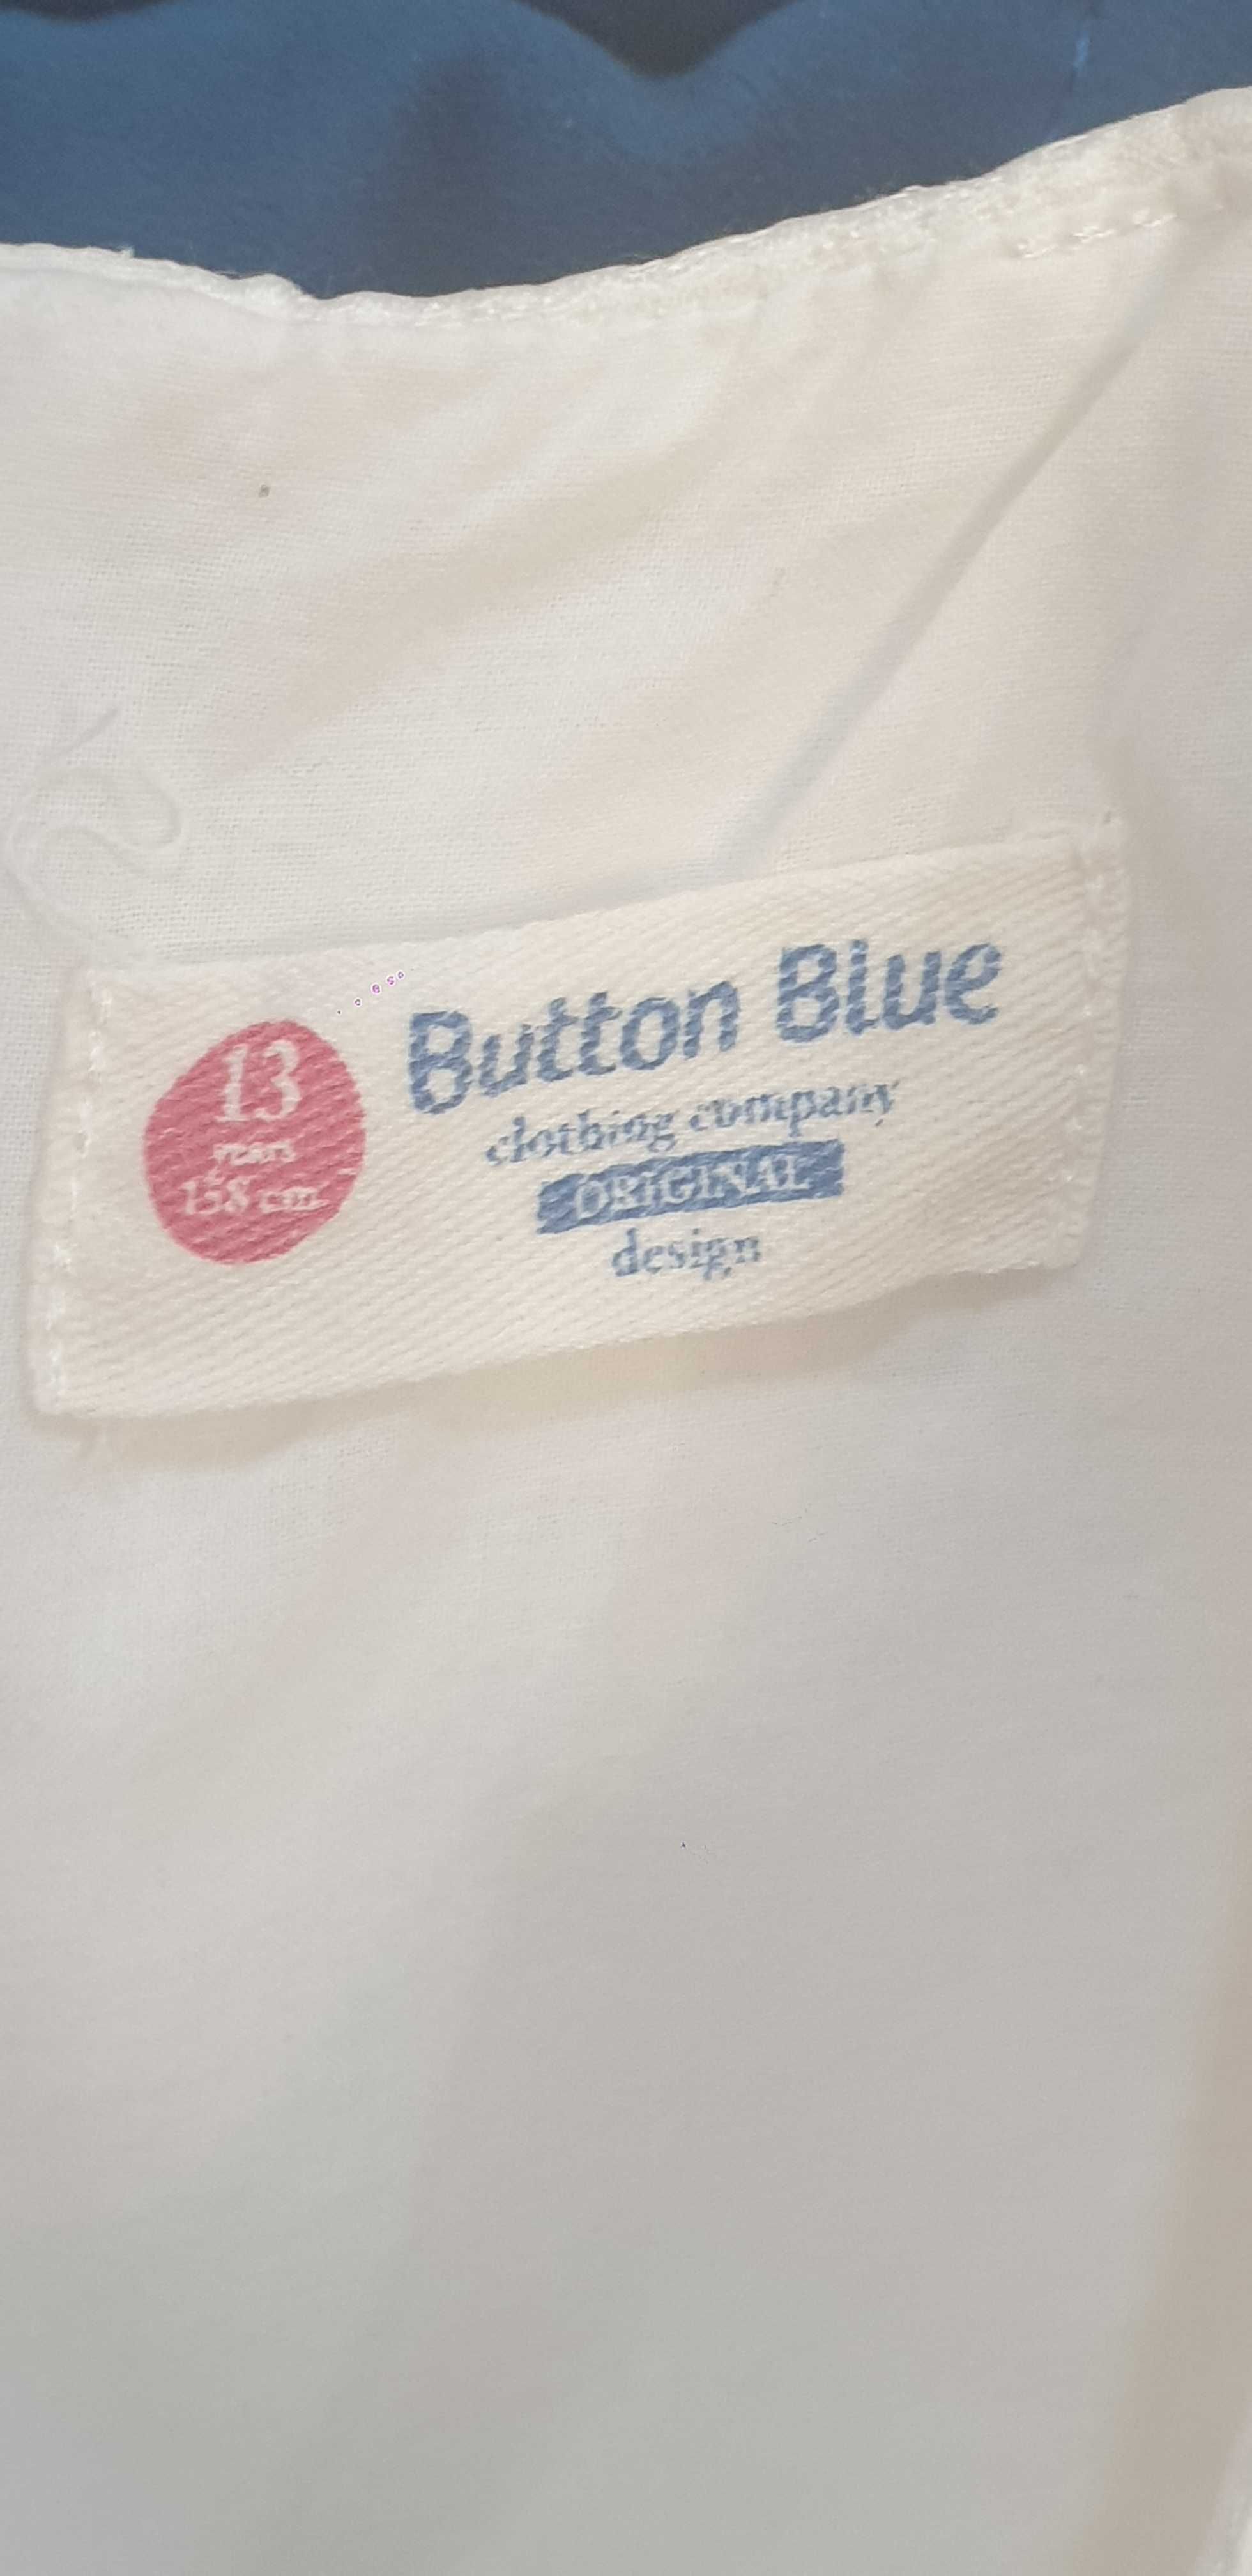 13
years
158 cm
Button Blue
clothing company
ORIGINAL
design